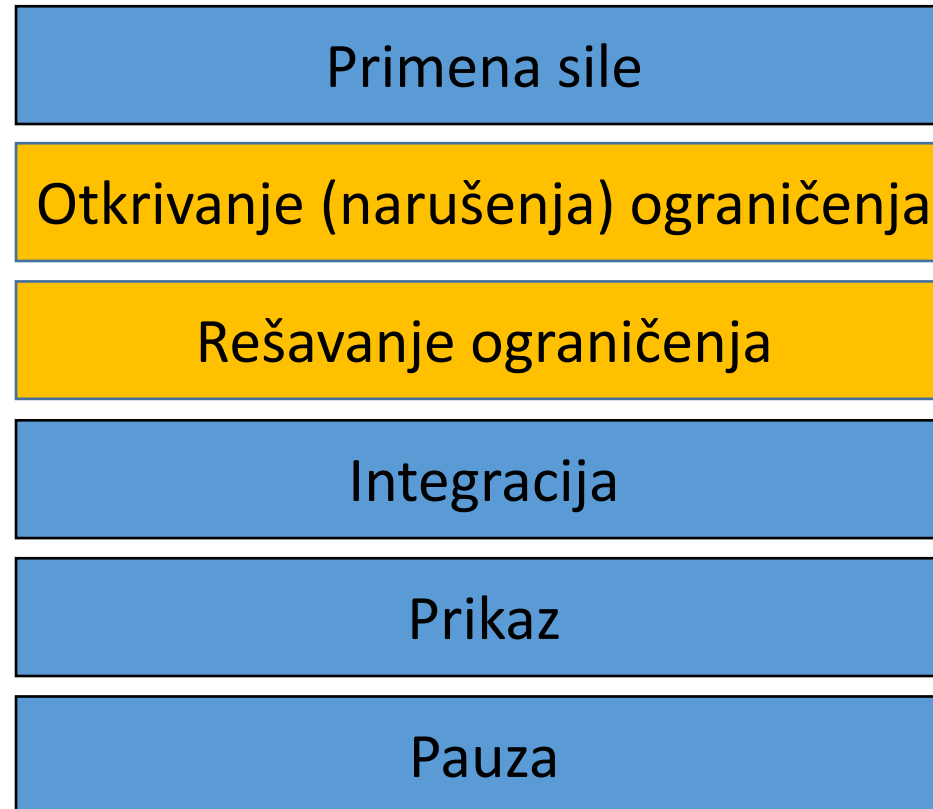 Primena sile
Otkrivanje (narušenja) ograničenja
Rešavanje ograničenja
Integracija
Prikaz
Pauza